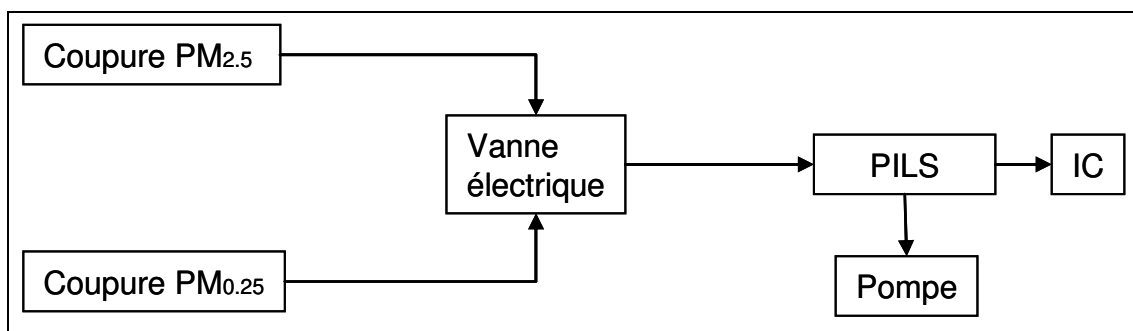 Coupure PM2.5
Vanne
électrique
PILS
IC
Coupure PM0.25
Pompe